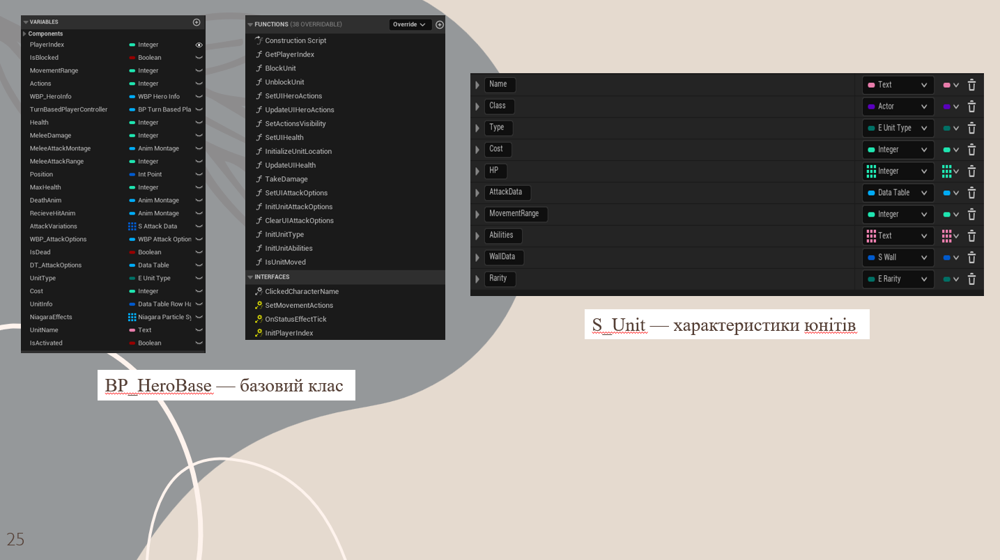 VARIABLES
Components
PlayerIndex Integer
IsBlocked Boolean
MovementRange Integer
Actions Integer
WBP_HeroInfo WBP Hero Info
TurnBasedPlayerController BP Turn Based Pla
Health Integer
MeleeDamage Integer
MeleeAttackMontage Anim Montage
MeleeAttackRange Integer
Position Int Point
MaxHealth Integer
DeathAnim Anim Montage
RecieveHitAnim Anim Montage
AttackVariations S Attack Data
WBP_AttackOptions WBP Attack Option
IsDead Boolean
DT_AttackOptions Data Table
UnitType E Unit Type
Cost Integer
UnitInfo Data Table Row Ha
NiagaraEffects Niagara Particle Sy
UnitName Text
IsActivated Boolean
FUNCTIONS (38 OVERRIDABLE) Override
Construction Script
GetPlayerIndex
BlockUnit
UnblockUnit
SetUIHeroActions
UpdateUIHeroActions
SetActionsVisibility
SetUIHealth
InitializeUnitLocation
UpdateUIHealth
TakeDamage
SetUIAttackOptions
InitUnitAttackOptions
ClearUIAttackOptions
InitUnitType
InitUnitAbilities
IsUnitMoved
INTERFACES
ClickedCharacterName
SetMovementActions
OnStatusEffectTick
InitPlayerIndex
BP_HeroBase — базовий клас
Name Text
Class Actor
Type E Unit Type
Cost Integer
HP Integer
AttackData Data Table
MovementRange Integer
Abilities Text
WallData S Wall
Rarity E Rarity
S_Unit — характеристики юнітів
25